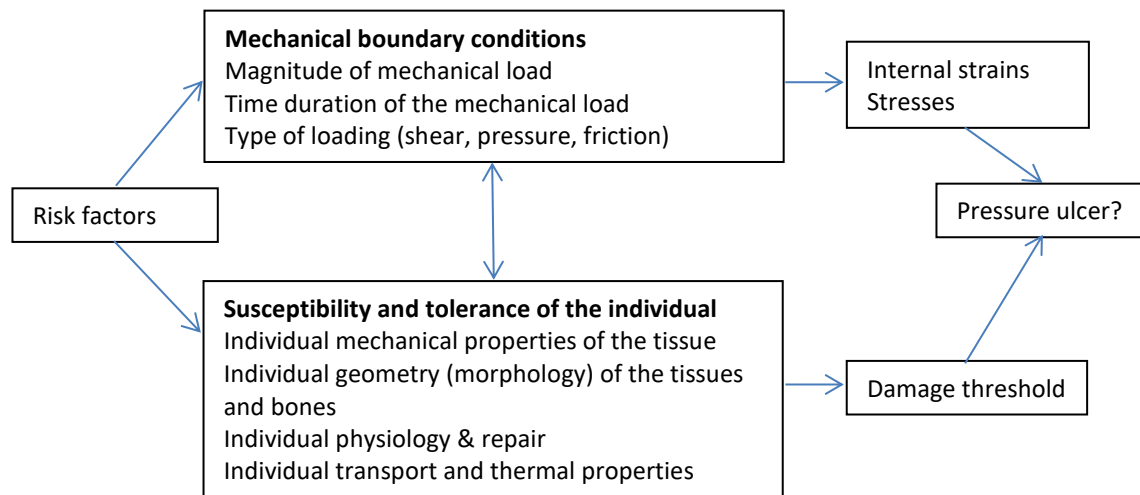 Mechanical boundary conditions
Magnitude of mechanical load
Time duration of the mechanical load
Type of loading (shear, pressure, friction)
Internal strains
Stresses
Risk factors
Pressure ulcer?
Susceptibility and tolerance of the individual
Individual mechanical properties of the tissue
Individual geometry (morphology) of the tissues
and bones
Individual physiology & repair
Individual transport and thermal properties
Damage threshold